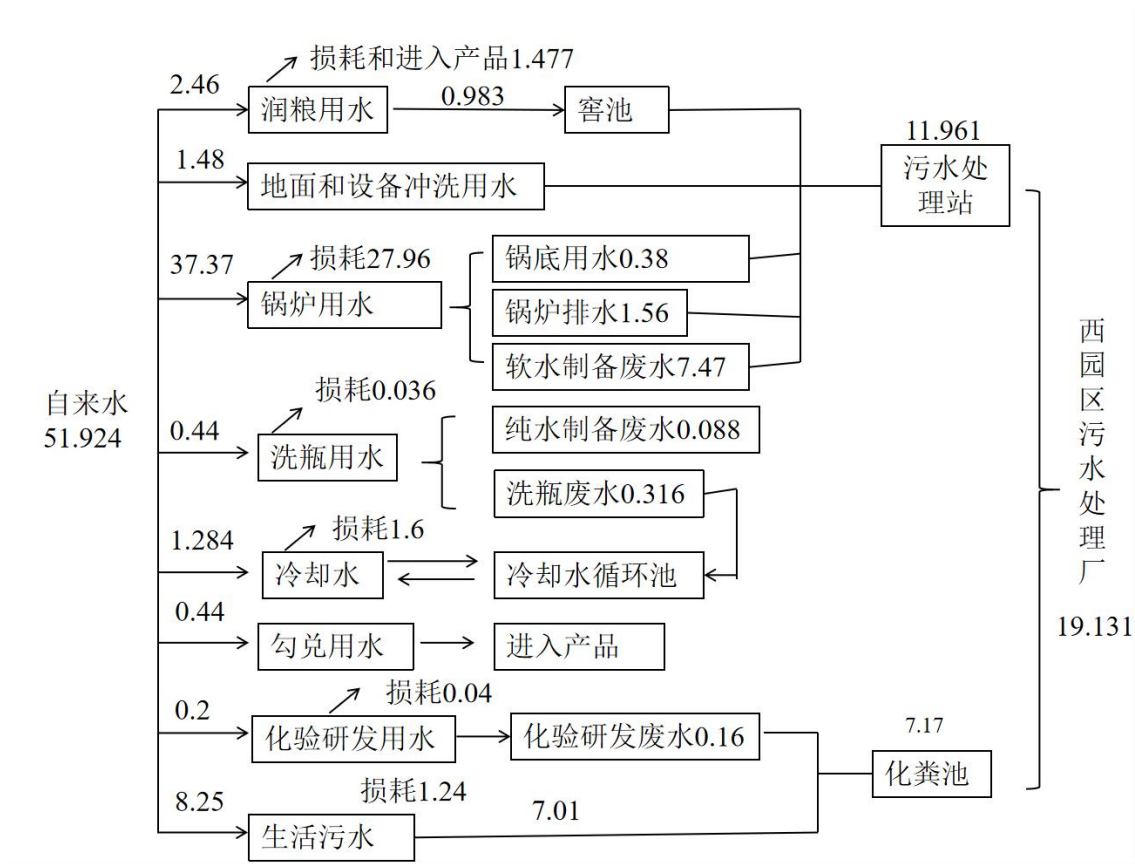 损耗和进入产品1.477
2.46
润粮用水
0.983
窖池
11.961
1.48
地面和设备冲洗用水
污水处
理站
37.37
损耗27.96
锅炉用水
锅底用水0.38
锅炉排水1.56
软水制备废水7.47
自来水
51.924
损耗0.036
0.44
洗瓶用水
纯水制备废水0.088
洗瓶废水0.316
1.284
损耗1.6
冷却水
冷却水循环池
0.44
勾兑用水
进入产品
0.2
损耗0.04
化验研发用水
化验研发废水0.16
7.17
化粪池
8.25
损耗1.24
生活污水
7.01
西
园
区
污
水
处
理
厂
19.131